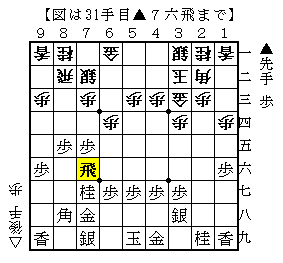 【図は31手目▲７六飛まで】
９ ８ ７ ６ ５ ４ ３ ２ １
香 桂 金 銀 桂 香 一
飛 銀 王 角 二
歩 歩 歩 歩 金 歩 三
歩 歩 歩 四
歩 歩 五
歩 飛 歩 六
桂 歩 歩 歩 歩 七
角 金 銀 八
香 銀 玉 金 桂 香 九
▲先手 歩
△後手 歩